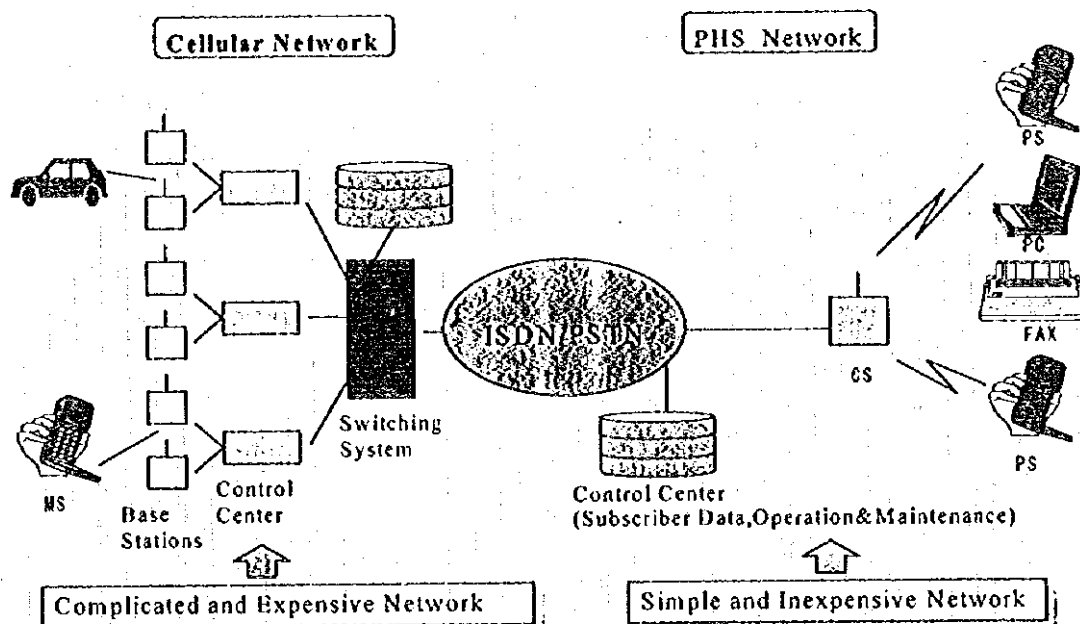 Cellular Network
PHS Network
PS
PC
FAX
ISDN/PSTN
CS
PS
MS
Switching
System
Base
Stations
Control
Center
Control Center
(Subscriber Data,Operation&Maintenance)
Complicated and Expensive Network
Simple and Inexpensive Network